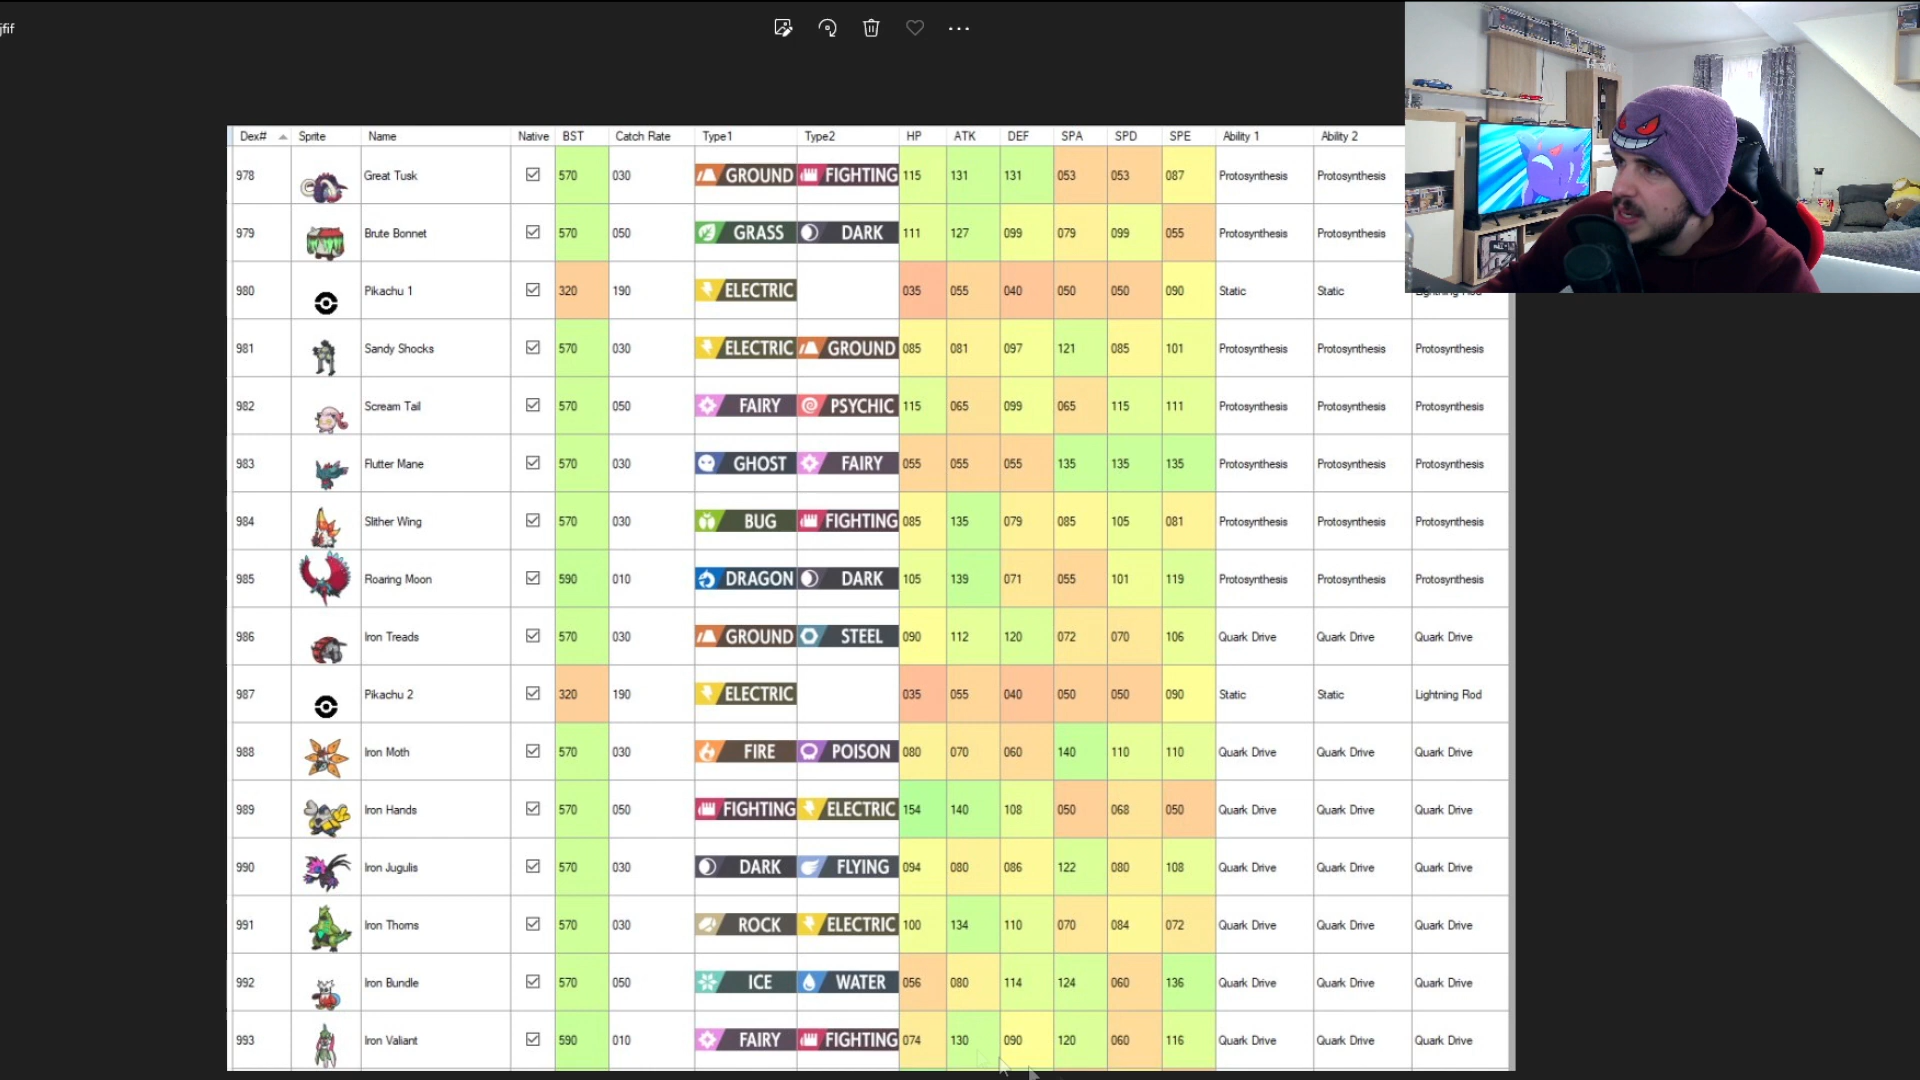 jfif
Dex# Sprite Name Native BST Catch Rate Type1 Type2 HP ATK DEF SPA SPD SPE Ability 1 Ability 2
978 Great Tusk 570 030 GROUND FIGHTING 115 131 131 053 053 087 Protosynthesis Protosynthesis
979 Brute Bonnet 570 050 GRASS DARK 111 127 099 079 099 055 Protosynthesis Protosynthesis
980 Pikachu 1 320 190 ELECTRIC 035 055 040 050 050 090 Static Static
981 Sandy Shocks 570 030 ELECTRIC GROUND 085 081 097 121 085 101 Protosynthesis Protosynthesis Protosynthesis
982 Scream Tail 570 050 FAIRY PSYCHIC 115 065 099 065 115 111 Protosynthesis Protosynthesis Protosynthesis
983 Flutter Mane 570 030 GHOST FAIRY 055 055 055 135 135 135 Protosynthesis Protosynthesis Protosynthesis
984 Slither Wing 570 030 BUG FIGHTING 085 135 079 085 105 081 Protosynthesis Protosynthesis Protosynthesis
985 Roaring Moon 590 010 DRAGON DARK 105 139 071 055 101 119 Protosynthesis Protosynthesis Protosynthesis
986 Iron Treads 570 030 GROUND STEEL 090 112 120 072 070 106 Quark Drive Quark Drive Quark Drive
987 Pikachu 2 320 190 ELECTRIC 035 055 040 050 050 090 Static Static Lightning Rod
988 Iron Moth 570 030 FIRE POISON 080 070 060 140 110 110 Quark Drive Quark Drive Quark Drive
989 Iron Hands 570 050 FIGHTING ELECTRIC 154 140 108 050 068 050 Quark Drive Quark Drive Quark Drive
990 Iron Jugulis 570 030 DARK FLYING 094 080 086 122 080 108 Quark Drive Quark Drive Quark Drive
991 Iron Thorns 570 030 ROCK ELECTRIC 100 134 110 070 084 072 Quark Drive Quark Drive Quark Drive
992 Iron Bundle 570 050 ICE WATER 056 080 114 124 060 136 Quark Drive Quark Drive Quark Drive
993 Iron Valiant 590 010 FAIRY FIGHTING 074 130 090 120 060 116 Quark Drive Quark Drive Quark Drive